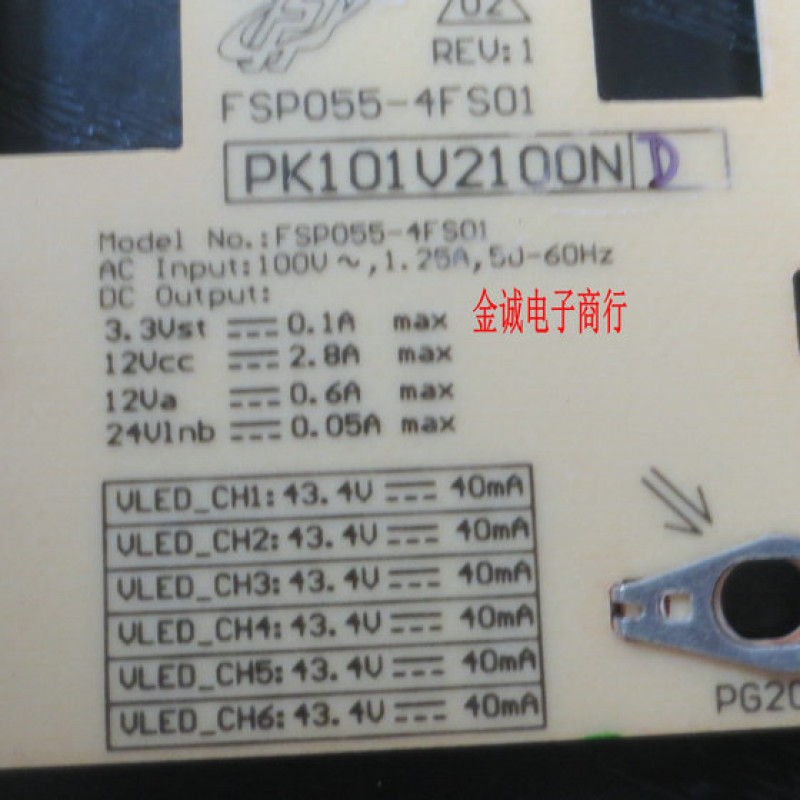 02
REV:1
FSP055-4FS01
PK101V2100ND
Model No.:FSP055-4FS01
AC Input:100V~,1.25A,50-60Hz
DC Output:
3.3Vst ⎓ 0.1A max
金诚电子商行
12Vcc ⎓ 2.8A max
12Va ⎓ 0.6A max
24Vlnb ⎓ 0.05A max
VLED_CH1:43.4V ⎓ 40mA
VLED_CH2:43.4V ⎓ 40mA
VLED_CH3:43.4V ⎓ 40mA
VLED_CH4:43.4V ⎓ 40mA
VLED_CH5:43.4V ⎓ 40mA
VLED_CH6:43.4V ⎓ 40mA